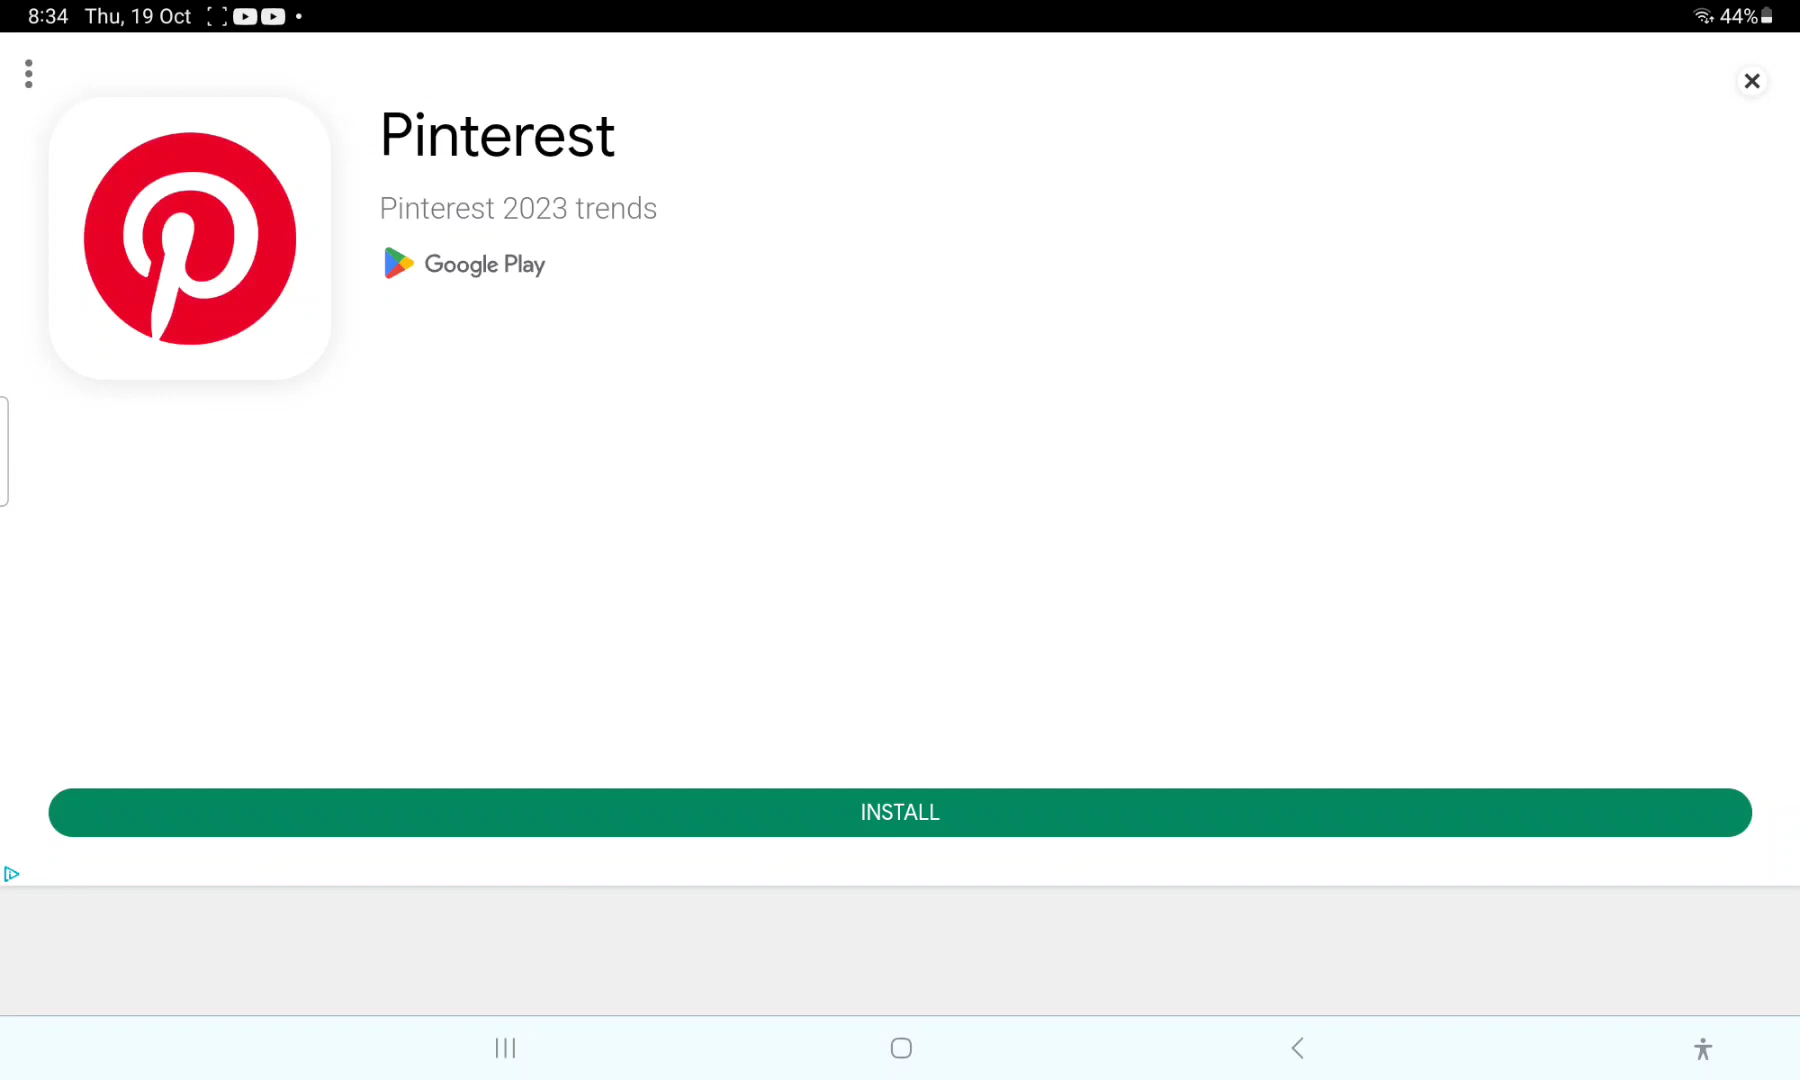 8:34 Thu, 19 Oct 44%
Pinterest
Pinterest 2023 trends
Google Play
INSTALL